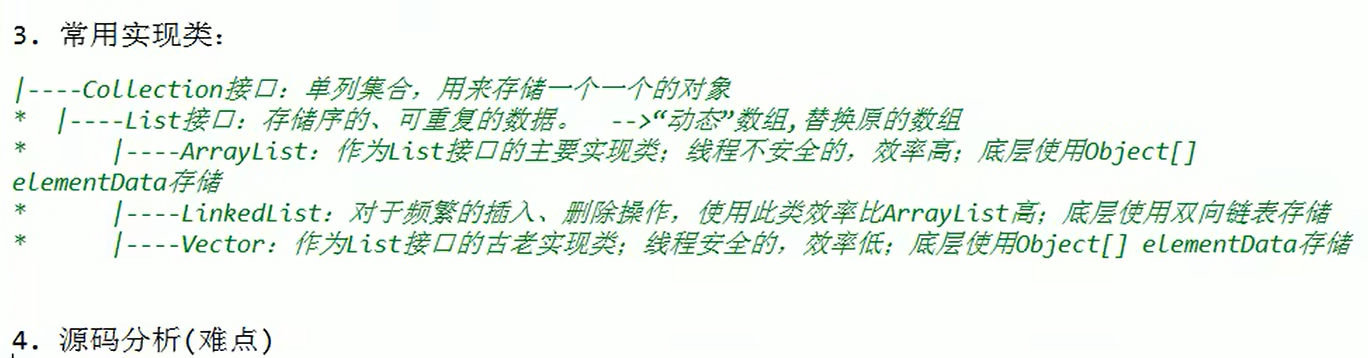 3. 常用实现类：
|----Collection接口：单列集合，用来存储一个一个的对象
*  |----List接口：存储序的、可重复的数据。  -->“动态”数组,替换原的数组
*      |----ArrayList：作为List接口的主要实现类；线程不安全的，效率高；底层使用Object[]
elementData存储
*      |----LinkedList：对于频繁的插入、删除操作，使用此类效率比ArrayList高；底层使用双向链表存储
*      |----Vector：作为List接口的古老实现类；线程安全的，效率低；底层使用Object[] elementData存储
4. 源码分析(难点)